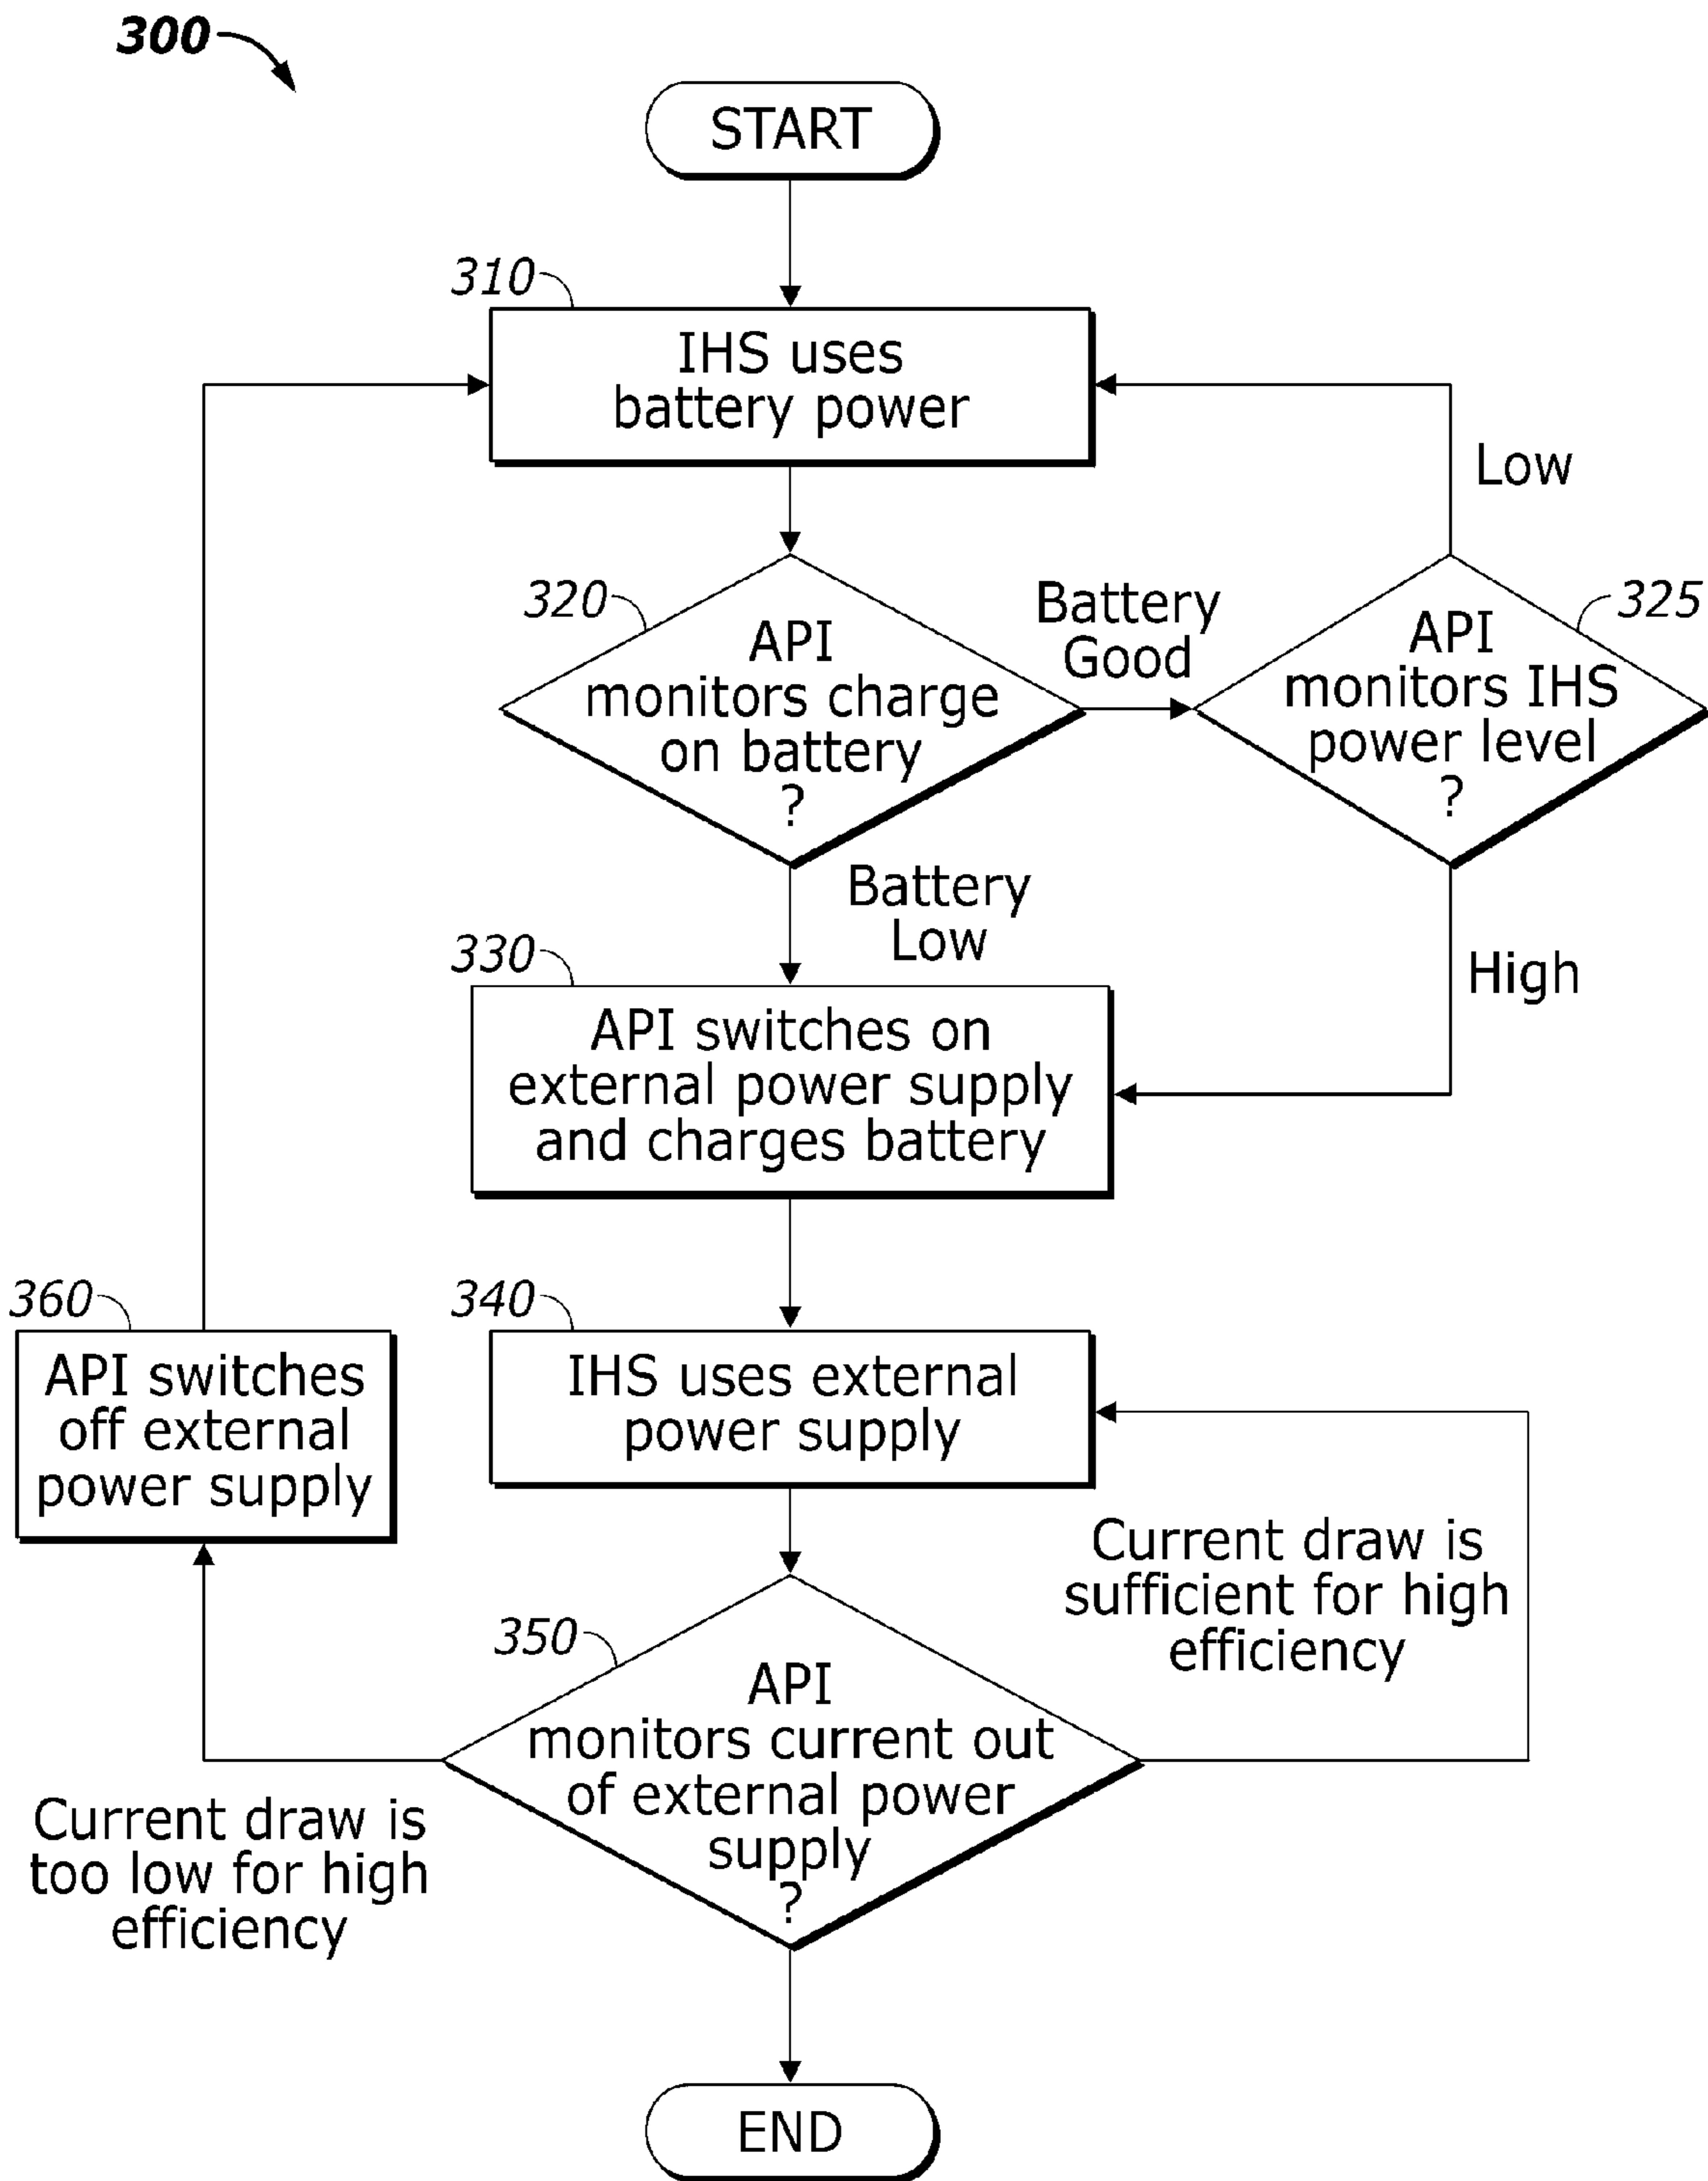 300
START
310
IHS uses
battery power
Low
320
API
monitors charge
on battery
?
Battery
Good
325
API
monitors IHS
power level
?
Battery
Low
High
330
API switches on
external power supply
and charges battery
360
API switches
off external
power supply
340
IHS uses external
power supply
Current draw is
sufficient for high
efficiency
350
API
monitors current out
of external power
supply
?
Current draw is
too low for high
efficiency
END